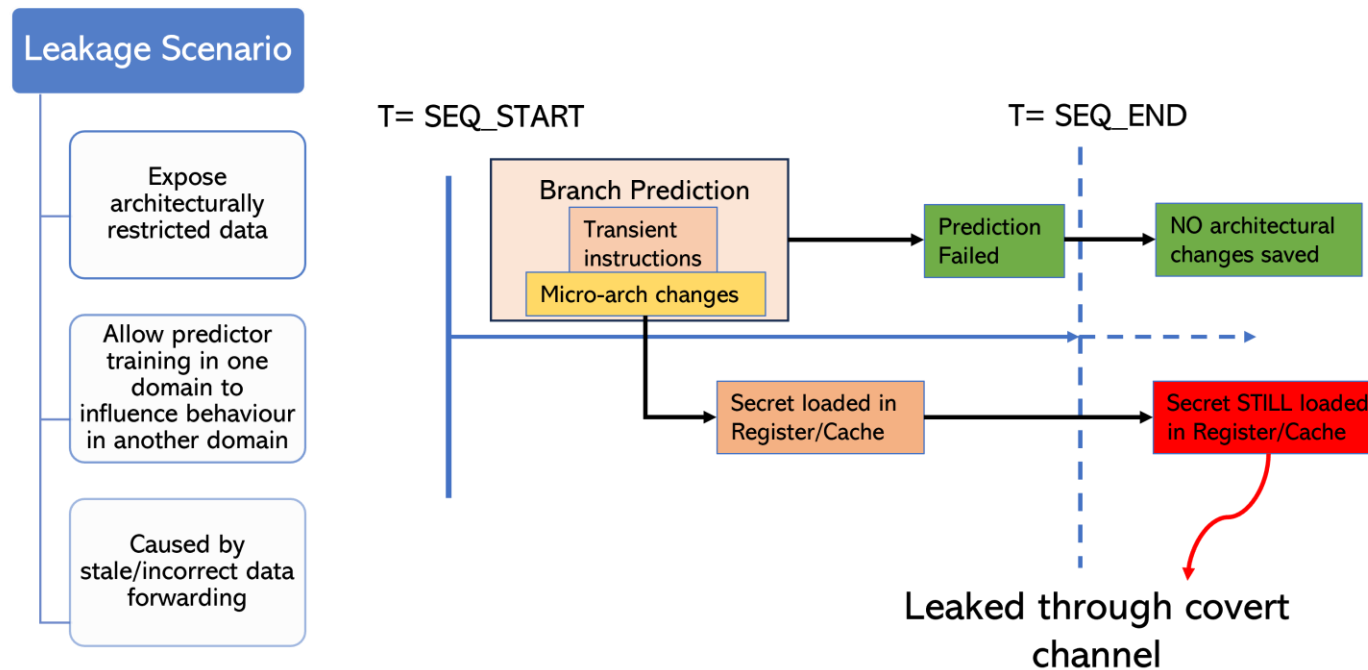 Leakage Scenario
Expose
architecturally
restricted data
Allow predictor
training in one
domain to
influence behaviour
in another domain
Caused by
stale/incorrect data
forwarding
T= SEQ_START
T= SEQ_END
Branch Prediction
Transient
instructions
Micro-arch changes
Prediction
Failed
NO architectural
changes saved
Secret loaded in
Register/Cache
Secret STILL loaded
in Register/Cache
Leaked through covert
channel